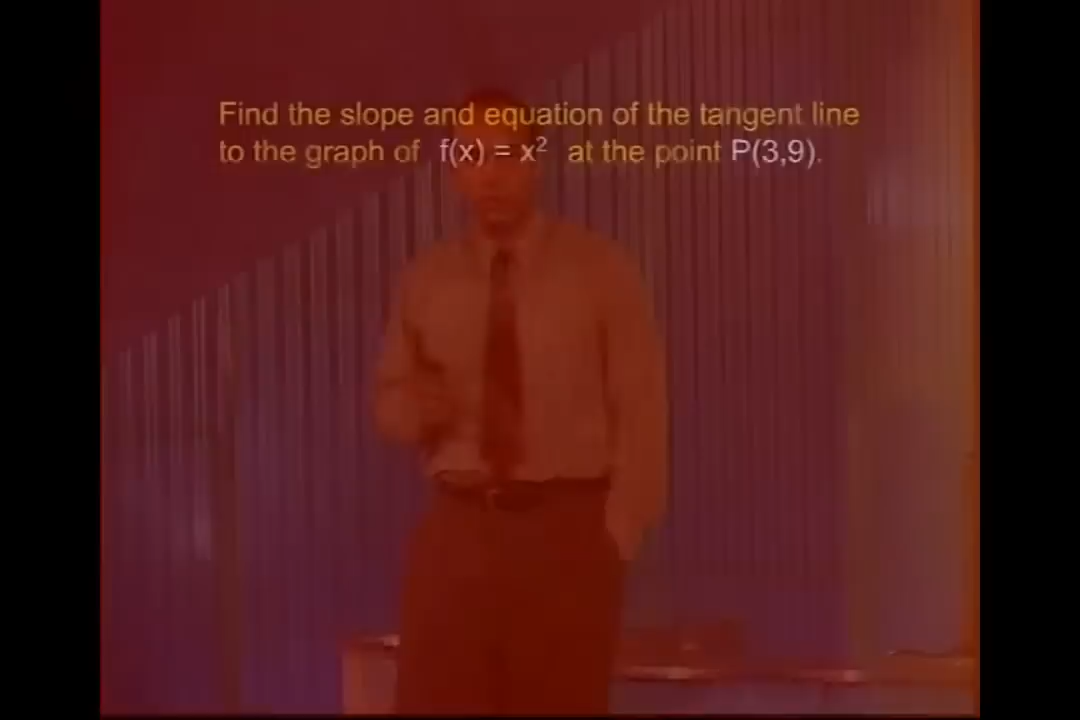 Find the slope and equation of the tangent line
to the graph of f(x) = x² at the point P(3,9).